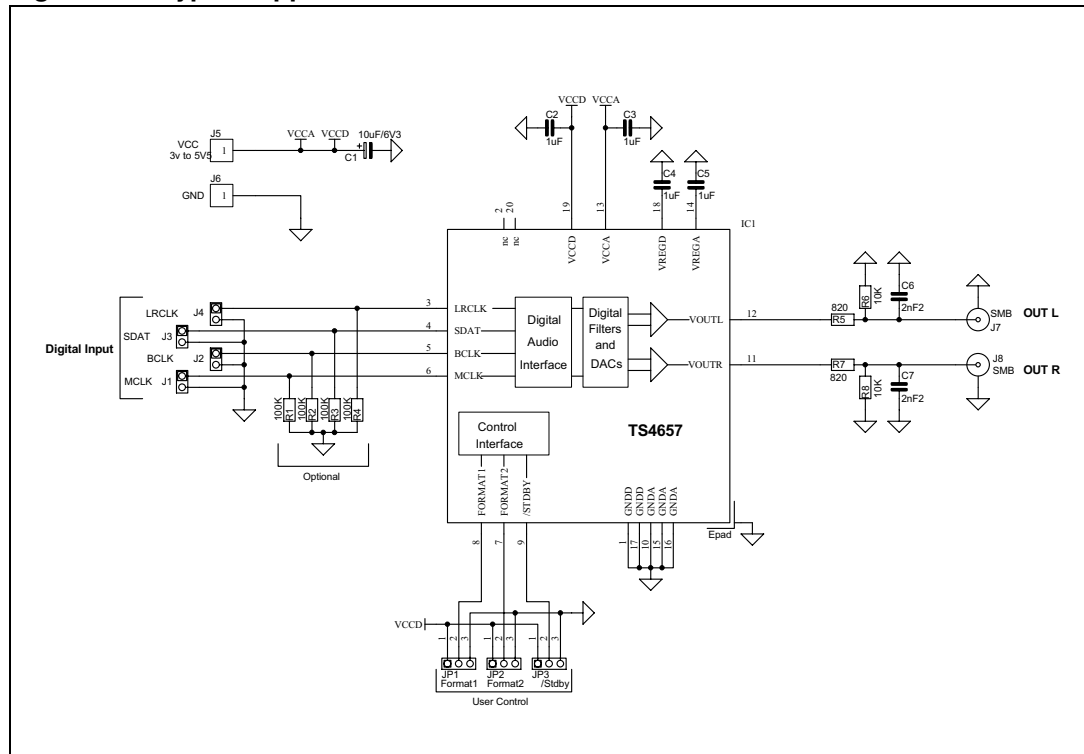 VCCD VCCA
C2 C3
1uF 1uF
J5 VCCA VCCD 10uF/6V3
VCC 1 +
3v to 5V5 C1
C4 C5
1uF 1uF
J6
GND 1
2 20 19 13 18 14
IC1
nc nc VCCD VCCA VREGD VREGA
LRCLK J4 3 LRCLK
SDAT J3 4 SDAT
BCLK J2 5 BCLK
MCLK J1 6 MCLK
Digital Input
Digital
Audio
Interface
Digital
Filters
and
DACs
VOUTL 12
VOUTR 11
820
R5
R6
10K
C6
2nF2
SMB OUT L
J7
R7
820
R8
10K
C7
2nF2
J8
SMB OUT R
100K 100K 100K 100K
R1 R2 R3 R4
Optional
Control
Interface
TS4657
FORMAT1 FORMAT2 /STDBY
GNDD GNDD GNDA GNDA GNDA
Epad
8 7 9
1 17 10 15 16
VCCD
1 2 3 1 2 3 1 2 3
JP1 JP2 JP3
Format1 Format2 /Stdby
User Control